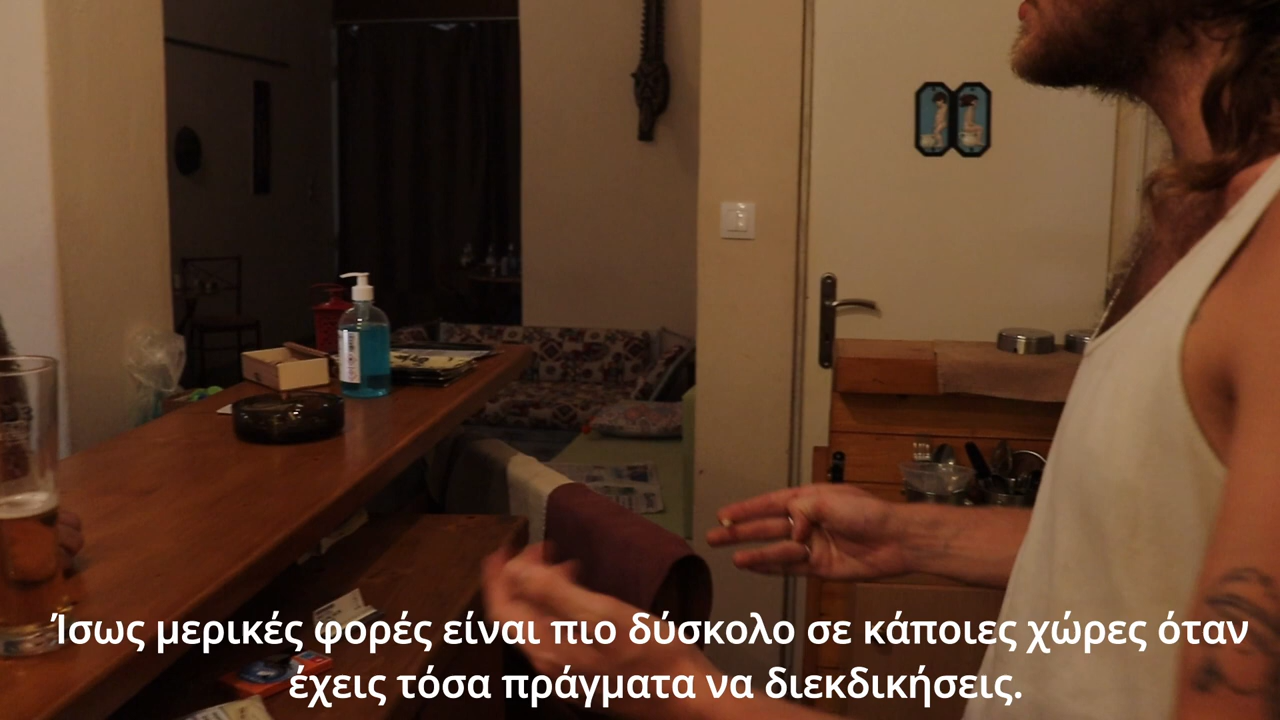 Ίσως μερικές φορές είναι πιο δύσκολο σε κάποιες χώρες όταν
έχεις τόσα πράγματα να διεκδικήσεις.